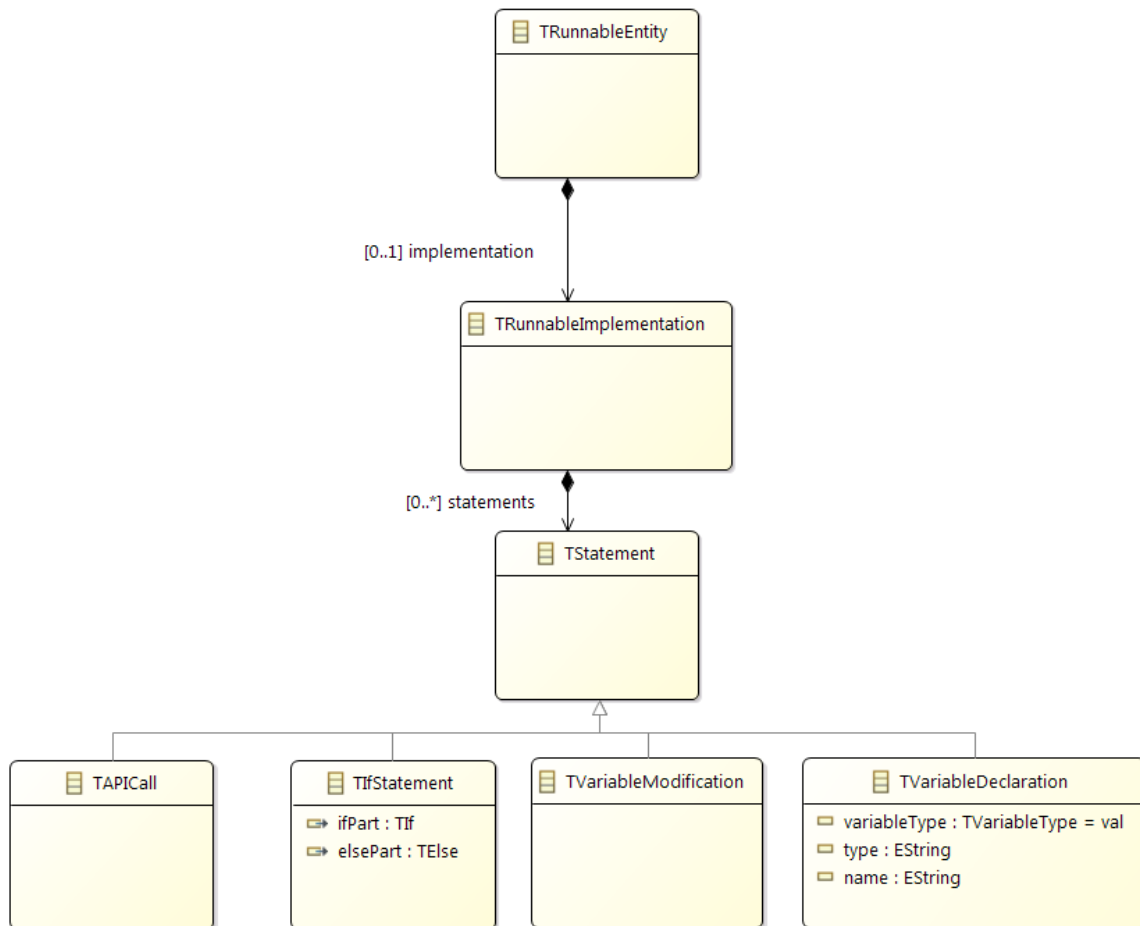 TRunnableEntity
[0..1] implementation
TRunnableImplementation
[0..*] statements
TStatement
TAPICall
TIfStatement
ifPart : TIf
elsePart : TElse
TVariableModification
TVariableDeclaration
variableType : TVariableType = val
type : EString
name : EString